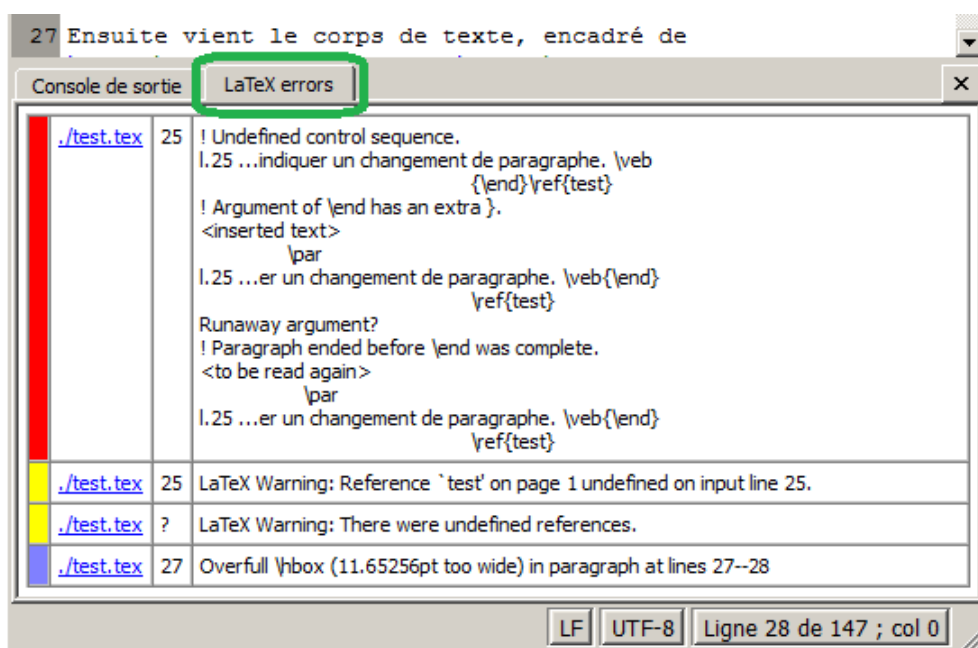 27 Ensuite vient le corps de texte, encadré de
Console de sortie LaTeX errors ×
./test.tex 25 ! Undefined control sequence.
l.25 ...indiquer un changement de paragraphe. \veb
{\end}\ref{test}
! Argument of \end has an extra }.
<inserted text>
\par
l.25 ...er un changement de paragraphe. \veb{\end}
\ref{test}
Runaway argument?
! Paragraph ended before \end was complete.
<to be read again>
\par
l.25 ...er un changement de paragraphe. \veb{\end}
\ref{test}
./test.tex 25 LaTeX Warning: Reference `test' on page 1 undefined on input line 25.
./test.tex ? LaTeX Warning: There were undefined references.
./test.tex 27 Overfull \hbox (11.65256pt too wide) in paragraph at lines 27--28
LF UTF-8 Ligne 28 de 147 ; col 0